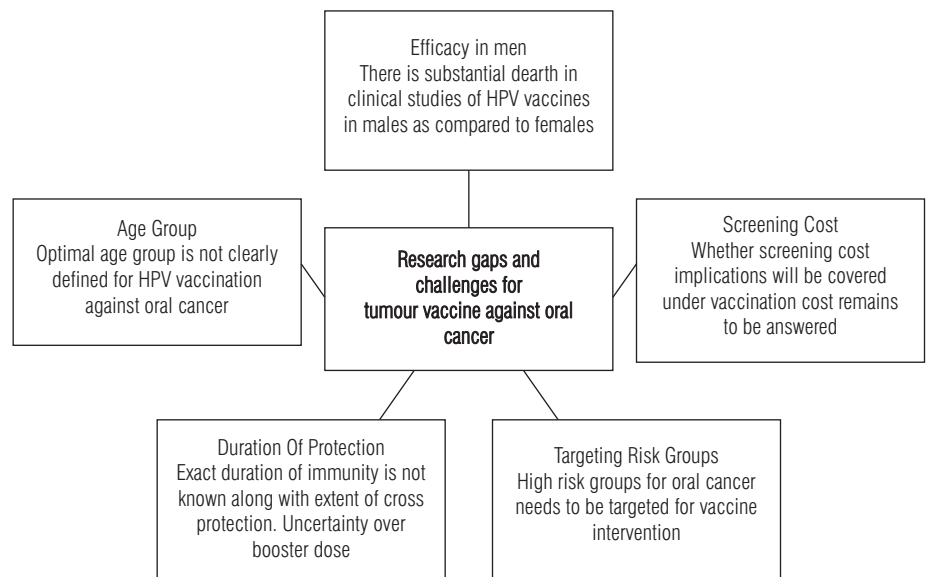 Efficacy in men
There is substantial dearth in
clinical studies of HPV vaccines
in males as compared to females
Age Group
Optimal age group is not clearly
defined for HPV vaccination
against oral cancer
Research gaps and
challenges for
tumour vaccine against oral
cancer
Screening Cost
Whether screening cost
implications will be covered
under vaccination cost remains
to be answered
Duration Of Protection
Exact duration of immunity is not
known along with extent of cross
protection. Uncertainty over
booster dose
Targeting Risk Groups
High risk groups for oral cancer
needs to be targeted for vaccine
intervention